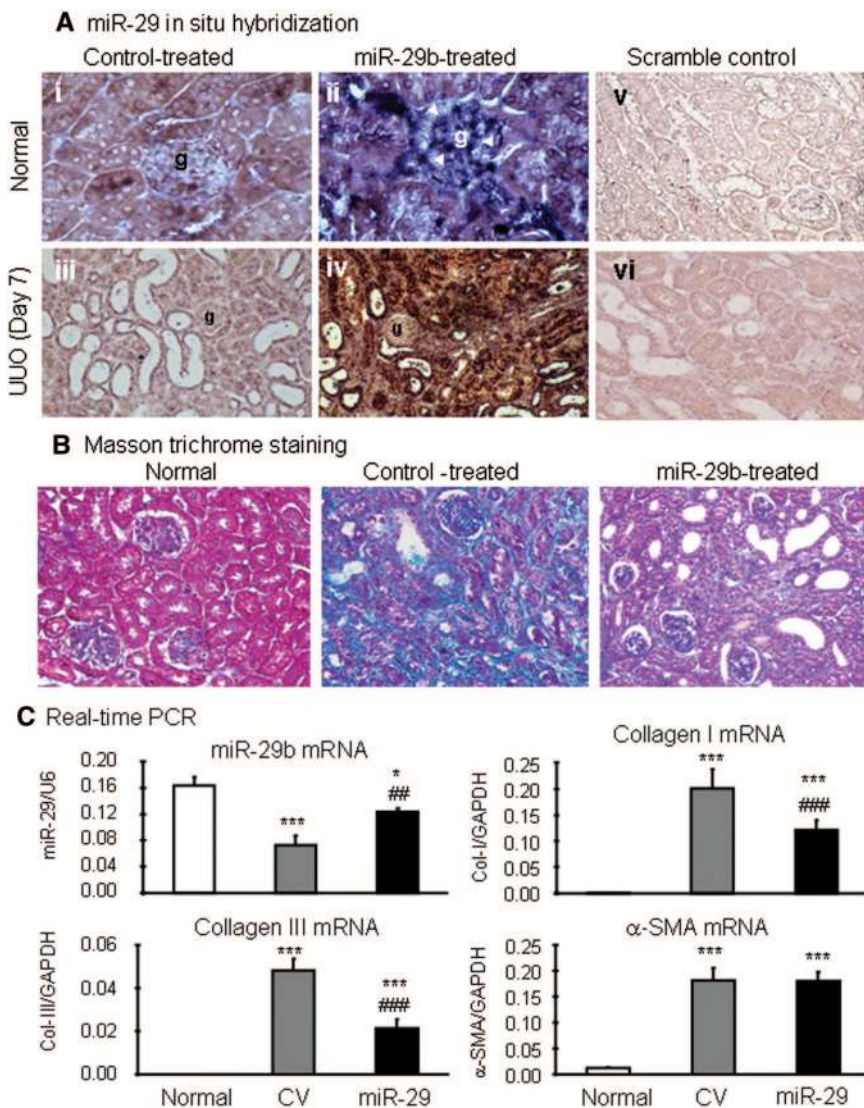 A miR-29 in situ hybridization
Control-treated miR-29b-treated Scramble control
Normal
i g
ii g
v
UUO (Day 7)
iii g
iv g
vi
B Masson trichrome staining
Normal Control -treated miR-29b-treated
C Real-time PCR
miR-29b mRNA
miR-29/U6
0.20
0.16
0.12
0.08
0.04
0.00
***
*
##
Collagen I mRNA
Col-I/GAPDH
0.25
0.20
0.15
0.10
0.05
0.00
***
***
###
Collagen III mRNA
Col-III/GAPDH
0.06
0.04
0.02
0.00
***
***
###
Normal CV miR-29
α-SMA mRNA
α-SMA/GAPDH
0.25
0.20
0.15
0.10
0.05
0.00
***
***
Normal CV miR-29